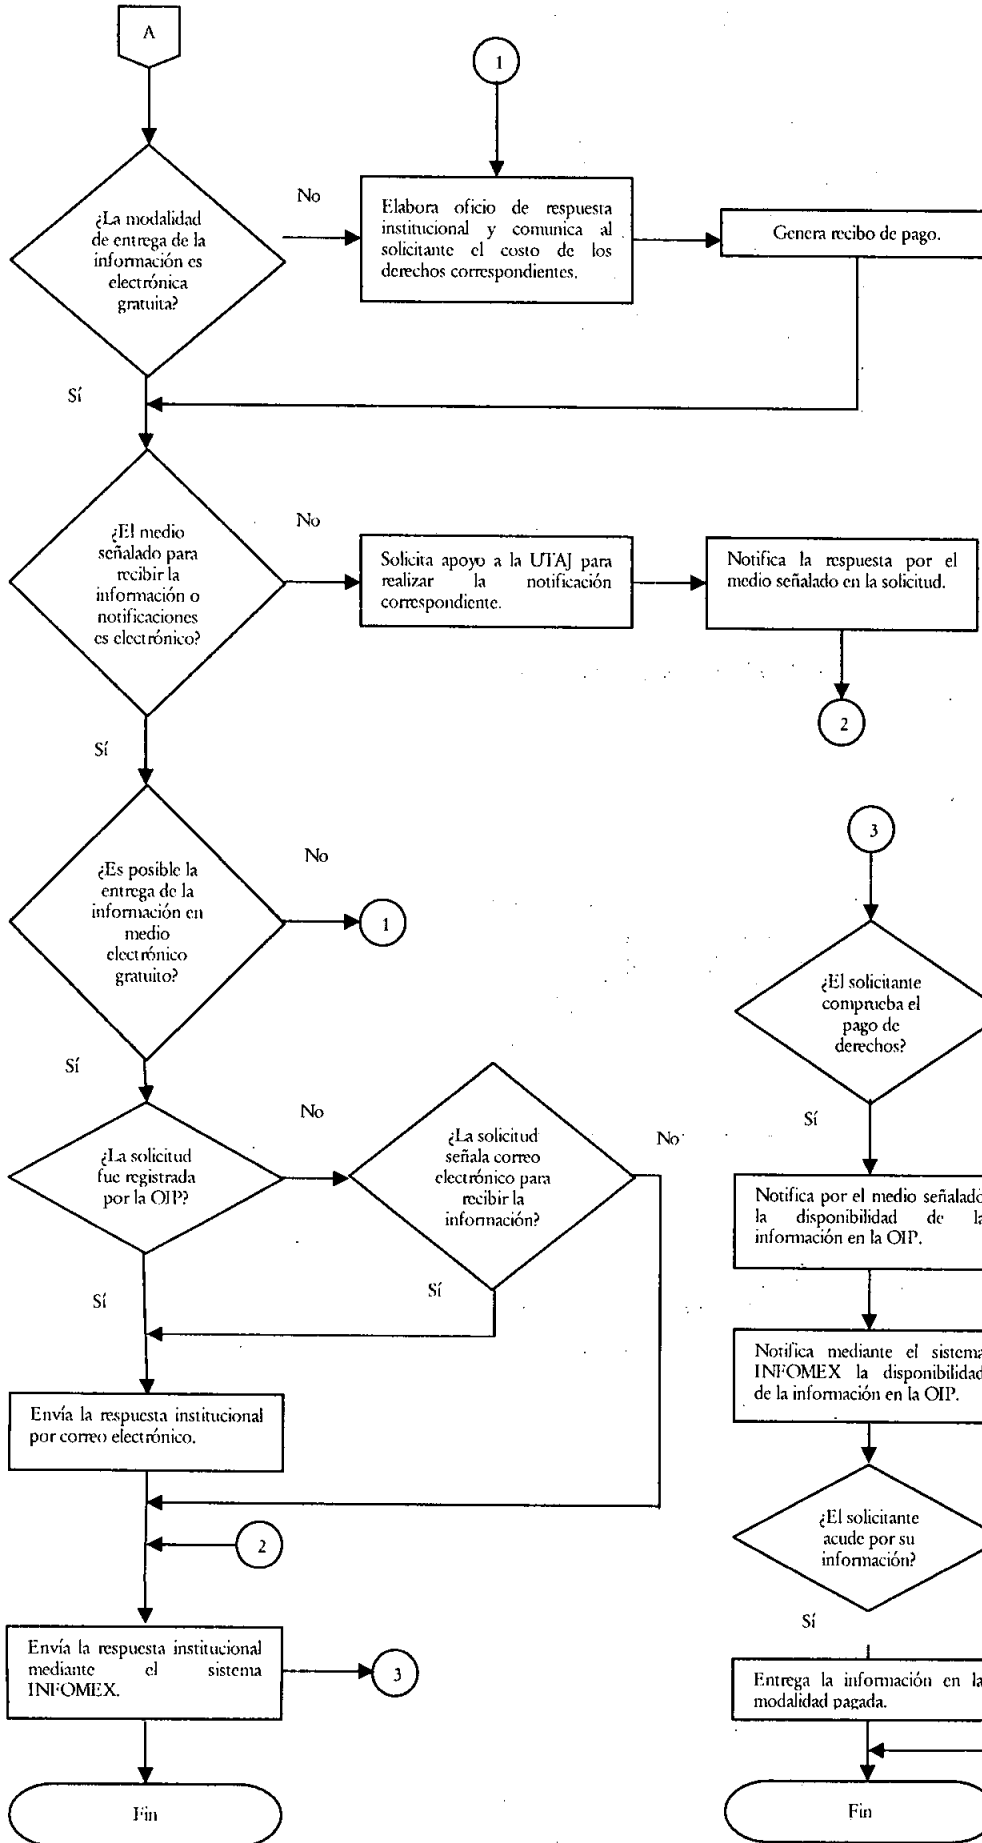 A
1
¿La modalidad
de entrega de la
información es
electrónica
gratuita?
No
Elabora oficio de respuesta
institucional y comunica al
solicitante el costo de los
derechos correspondientes.
Genera recibo de pago.
Sí
¿El medio
señalado para
recibir la
información o
notificaciones
es electrónico?
No
Solicita apoyo a la UTAJ para
realizar la notificación
correspondiente.
Notifica la respuesta por el
medio señalado en la solicitud.
2
Sí
¿Es posible la
entrega de la
información en
medio
electrónico
gratuito?
No
1
Sí
¿La solicitud
fue registrada
por la OIP?
No
¿La solicitud
señala correo
electrónico para
recibir la
información?
No
Sí
Sí
Envía la respuesta institucional
por correo electrónico.
2
Envía la respuesta institucional
mediante el sistema
INFOMEX.
3
Fin
3
¿El solicitante
comprueba el
pago de
derechos?
Sí
Notifica por el medio señalado
la disponibilidad de la
información en la OIP.
Notifica mediante el sistema
INFOMEX la disponibilidad
de la información en la OIP.
¿El solicitante
acude por su
información?
Sí
Entrega la información en la
modalidad pagada.
Fin